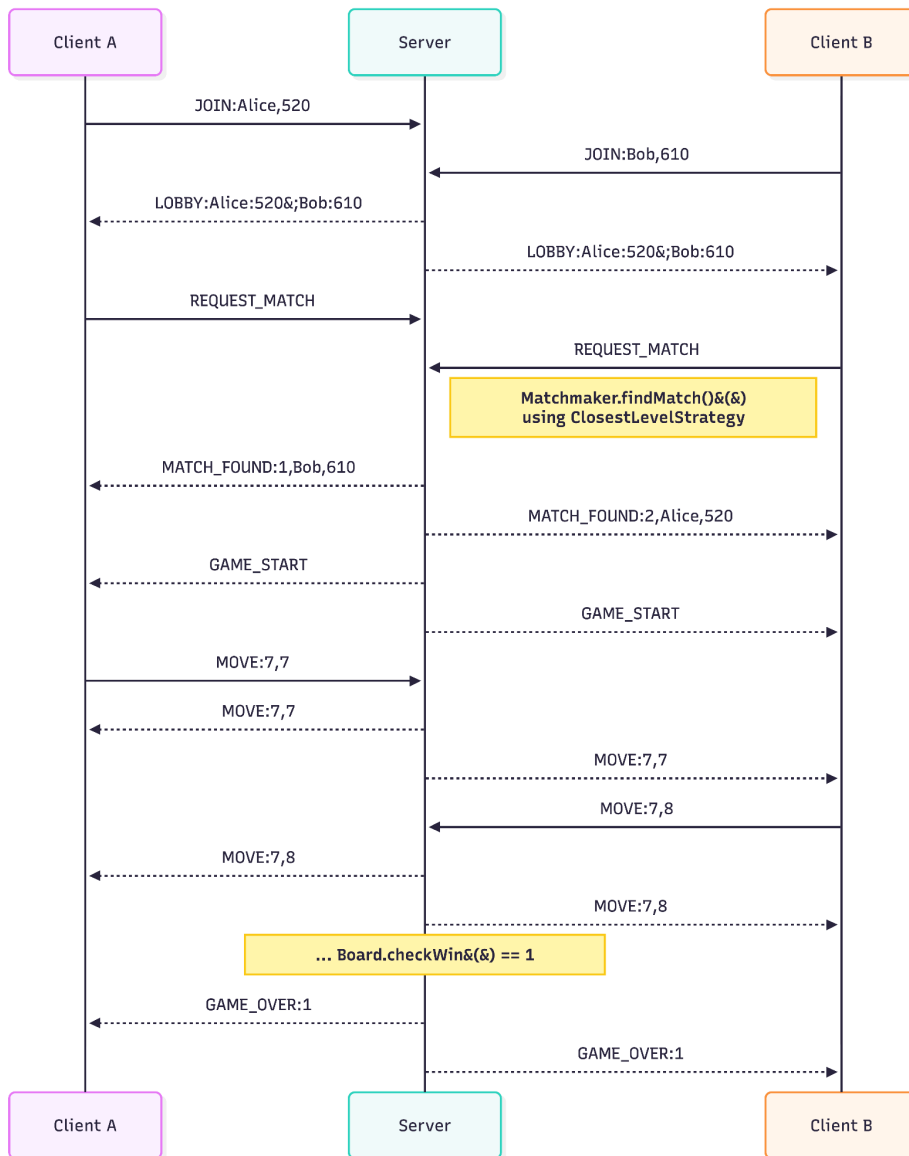 Client A
Server
Client B
JOIN:Alice,520
JOIN:Bob,610
LOBBY:Alice:520&;Bob:610
LOBBY:Alice:520&;Bob:610
REQUEST_MATCH
REQUEST_MATCH
Matchmaker.findMatch()&(&)
using ClosestLevelStrategy
MATCH_FOUND:1,Bob,610
MATCH_FOUND:2,Alice,520
GAME_START
GAME_START
MOVE:7,7
MOVE:7,7
MOVE:7,7
MOVE:7,8
MOVE:7,8
MOVE:7,8
... Board.checkWin&(&) == 1
GAME_OVER:1
GAME_OVER:1
Client A
Server
Client B